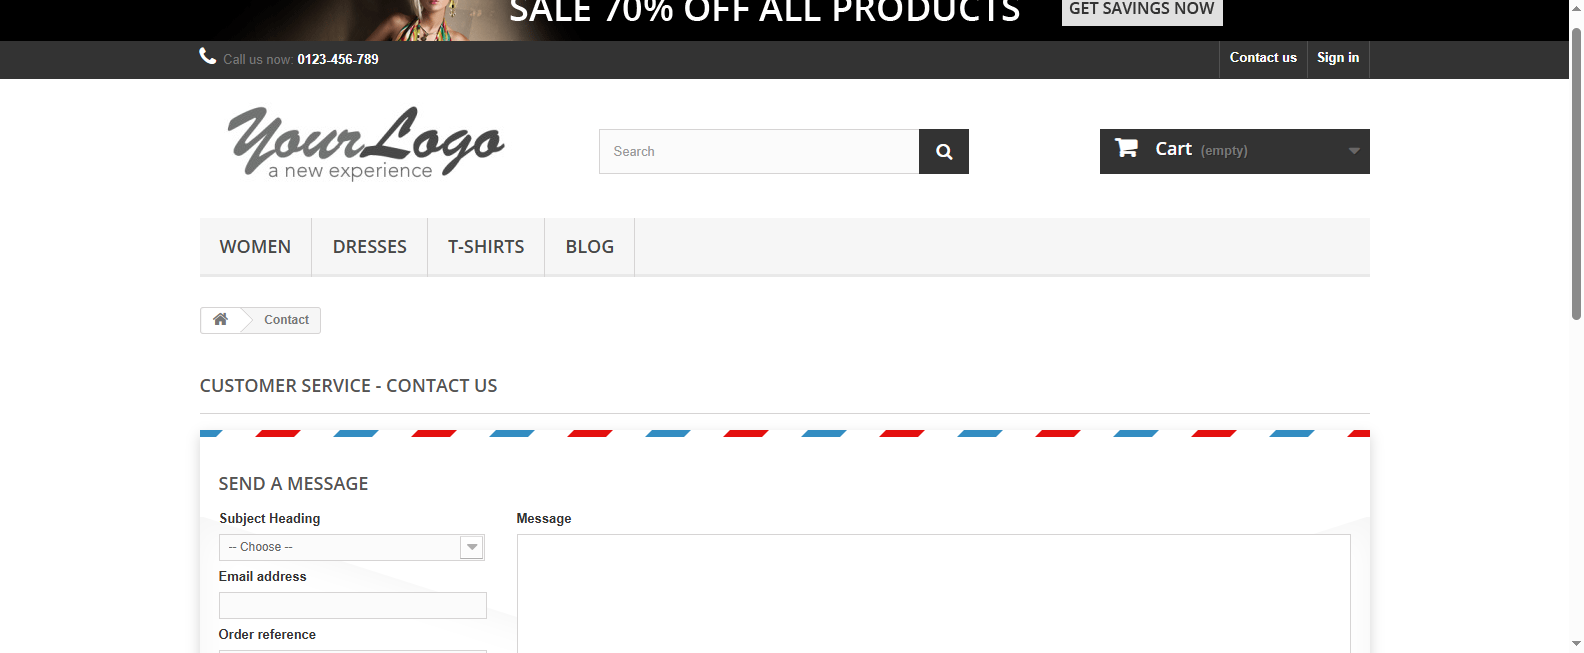 SALE 70% OFF ALL PRODUCTS GET SAVINGS NOW
Call us now: 0123-456-789 Contact us Sign in
YourLogo
a new experience
Search
Cart (empty)
WOMEN DRESSES T-SHIRTS BLOG
Contact
CUSTOMER SERVICE - CONTACT US
SEND A MESSAGE
Subject Heading Message
-- Choose --
Email address
Order reference